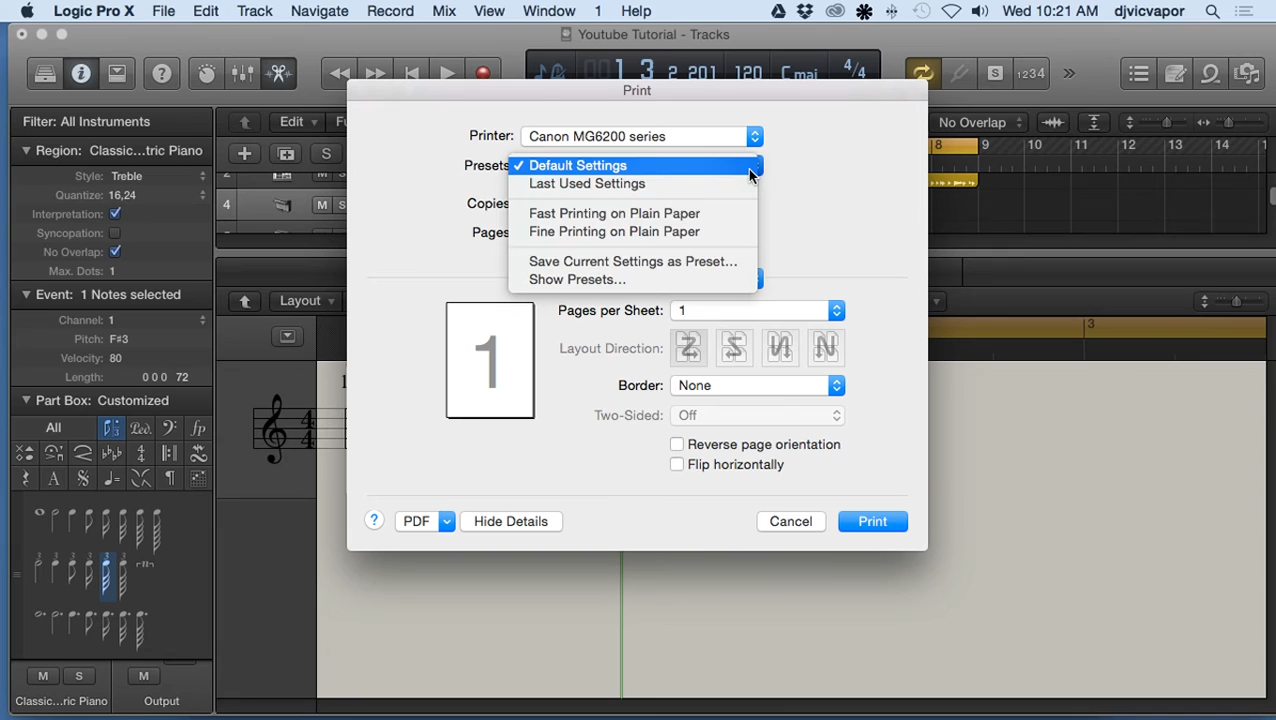 Logic Pro X File Edit Track Navigate Record Mix View Window 1 Help Wed 10:21 AM djvicvapor
Youtube Tutorial - Tracks
1 3 2 201 120 C maj 4/4 S 1234
Print
Filter: All Instruments
Region: Classic...tric Piano
Style: Treble
Quantize: 16,24
Interpretation:
Syncopation:
No Overlap:
Max. Dots: 1
Event: 1 Notes selected
Channel: 1
Pitch: F#3
Velocity: 80
Length: 0 0 0 72
Part Box: Customized
All
Classic...ric Piano
Output
M S M
Edit
S
4 M S
Layout
Printer: Canon MG6200 series
Presets
✓ Default Settings
Last Used Settings
Copies
Fast Printing on Plain Paper
Pages
Fine Printing on Plain Paper
Save Current Settings as Preset...
Show Presets...
1
Pages per Sheet: 1
Layout Direction:
Border: None
Two-Sided: Off
Reverse page orientation
Flip horizontally
? PDF Hide Details Cancel Print
No Overlap
8 9 10 11 12 13 14
3